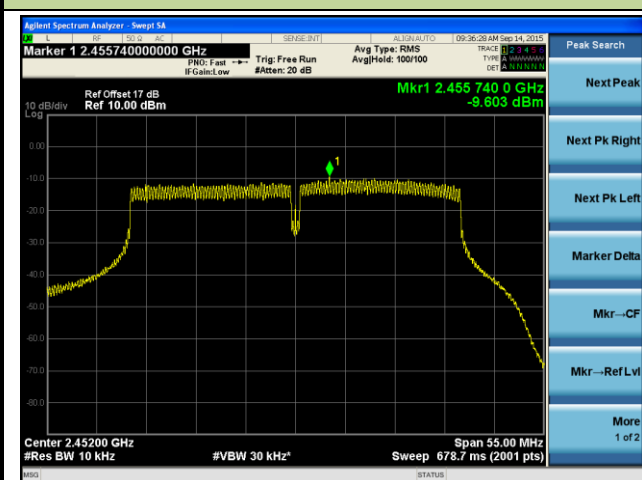 Agilent Spectrum Analyzer - Swept SA
L RF 50 Ω AC SENSE:INT ALIGN AUTO 09:36:28 AM Sep 14, 2015
Marker 1 2.455740000000 GHz
PNO: Fast
IFGain:Low
Trig: Free Run
#Atten: 20 dB
Avg Type: RMS
Avg|Hold: 100/100
TRACE 1 2 3 4 5 6
TYPE A WWWWW
DET A N N N N N
Peak Search
Next Peak
Next Pk Right
Next Pk Left
Marker Delta
Mkr→CF
Mkr→Ref Lvl
More
1 of 2
Mkr1 2.455 740 0 GHz
-9.603 dBm
Ref Offset 17 dB
10 dB/div Ref 10.00 dBm
Log
0.00
-10.0
-20.0
-30.0
-40.0
-50.0
-60.0
-70.0
-80.0
1
Center 2.45200 GHz Span 55.00 MHz
#Res BW 10 kHz #VBW 30 kHz* Sweep 678.7 ms (2001 pts)
MSG STATUS